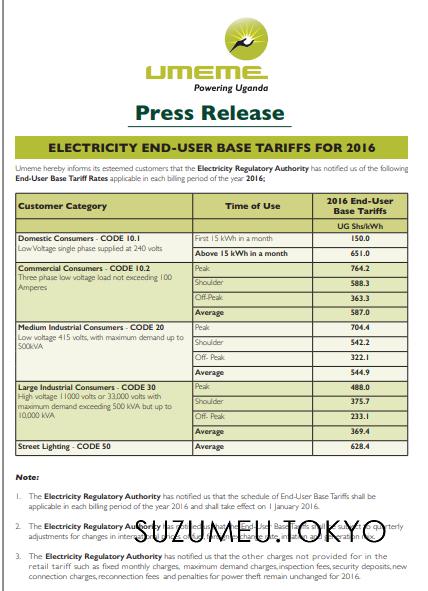 UMEME
Powering Uganda
Press Release
ELECTRICITY END-USER BASE TARIFFS FOR 2016
Umeme hereby informs its esteemed customers that the Electricity Regulatory Authority has notified us of the following
End-User Base Tariff Rates applicable in each billing period of the year 2016;
Customer Category Time of Use 2016 End-User Base Tariffs
UG Shs/kWh
Domestic Consumers - CODE 10.1 First 15 kWh in a month 150.0
Low Voltage single phase supplied at 240 volts Above 15 kWh in a month 651.0
Commercial Consumers - CODE 10.2 Peak 764.2
Three phase low voltage load not exceeding 100 Amperes Shoulder 588.3
Off-Peak 363.3
Average 587.0
Medium Industrial Consumers - CODE 20 Peak 704.4
Low voltage 415 volts, with maximum demand up to 500kVA Shoulder 542.2
Off- Peak 322.1
Average 544.9
Large Industrial Consumers - CODE 30 Peak 488.0
High voltage 11000 volts or 33,000 volts with maximum demand exceeding 500 kVA but up to 10,000 kVA Shoulder 375.7
Off- Peak 233.1
Average 369.4
Street Lighting - CODE 50 Average 628.4
Note:
1. The Electricity Regulatory Authority has notified us that the schedule of End-User Base Tariffs shall be
applicable in each billing period of the year 2016 and shall take effect on 1 January 2016.
2. The Electricity Regulatory Authority has notified us that the End-User Base Tariffs shall be subject to quarterly
adjustments for changes in international prices of fuel, foreign exchange rate, inflation and generation mix.
SUZUMEU.TOKYO
3. The Electricity Regulatory Authority has notified us that the other charges not provided for in the
retail tariff such as fixed monthly charges, maximum demand charges, inspection fees, security deposits, new
connection charges, reconnection fees and penalties for power theft remain unchanged for 2016.